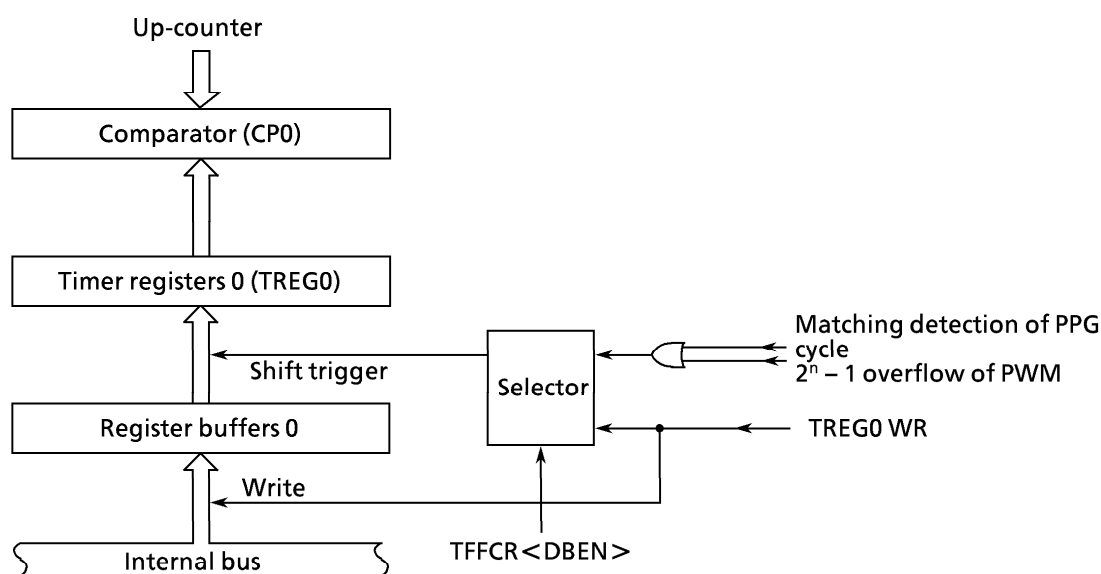 Up-counter
Comparator (CP0)
Timer registers 0 (TREG0)
Matching detection of PPG
cycle
2ⁿ – 1 overflow of PWM
Shift trigger
Selector
Register buffers 0
TREG0 WR
Write
TFFCR<DBEN>
Internal bus